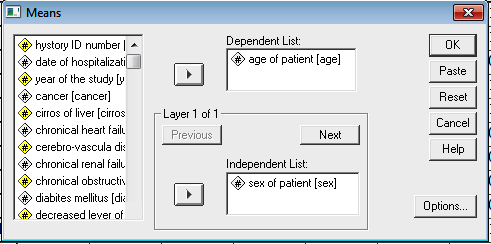 Means
hystory ID number [
date of hospitalizati
year of the study [y
cancer [cancer]
cirros of liver [cirros
chronical heart failu
cerebro-vascula dis
chronical renal failu
chronical obstructiv
diabites mellitus [dia
decreased lever of
Dependent List:
age of patient [age]
Layer 1 of 1
Previous
Next
Independent List:
sex of patient [sex]
OK
Paste
Reset
Cancel
Help
Options...